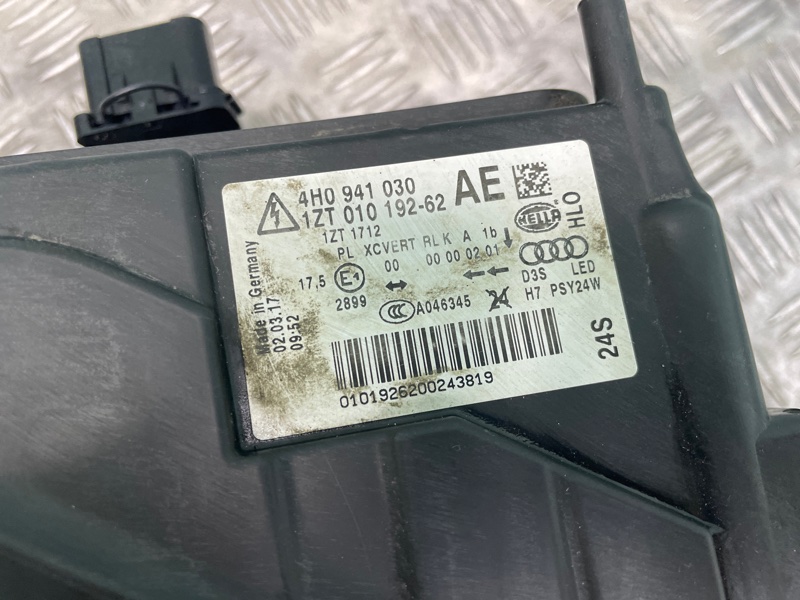 4H0 941 030 AE
1ZT 010 192-62
1ZT 1712
PL XCVERT RL K A 1b
00 00 00 02 01
17,5 E1
2899
CCC A046345 24
HELLA
HLO
D3S LED
H7 PSY24W
24S
Made in Germany
02.03.17
09:52
0101926200243819